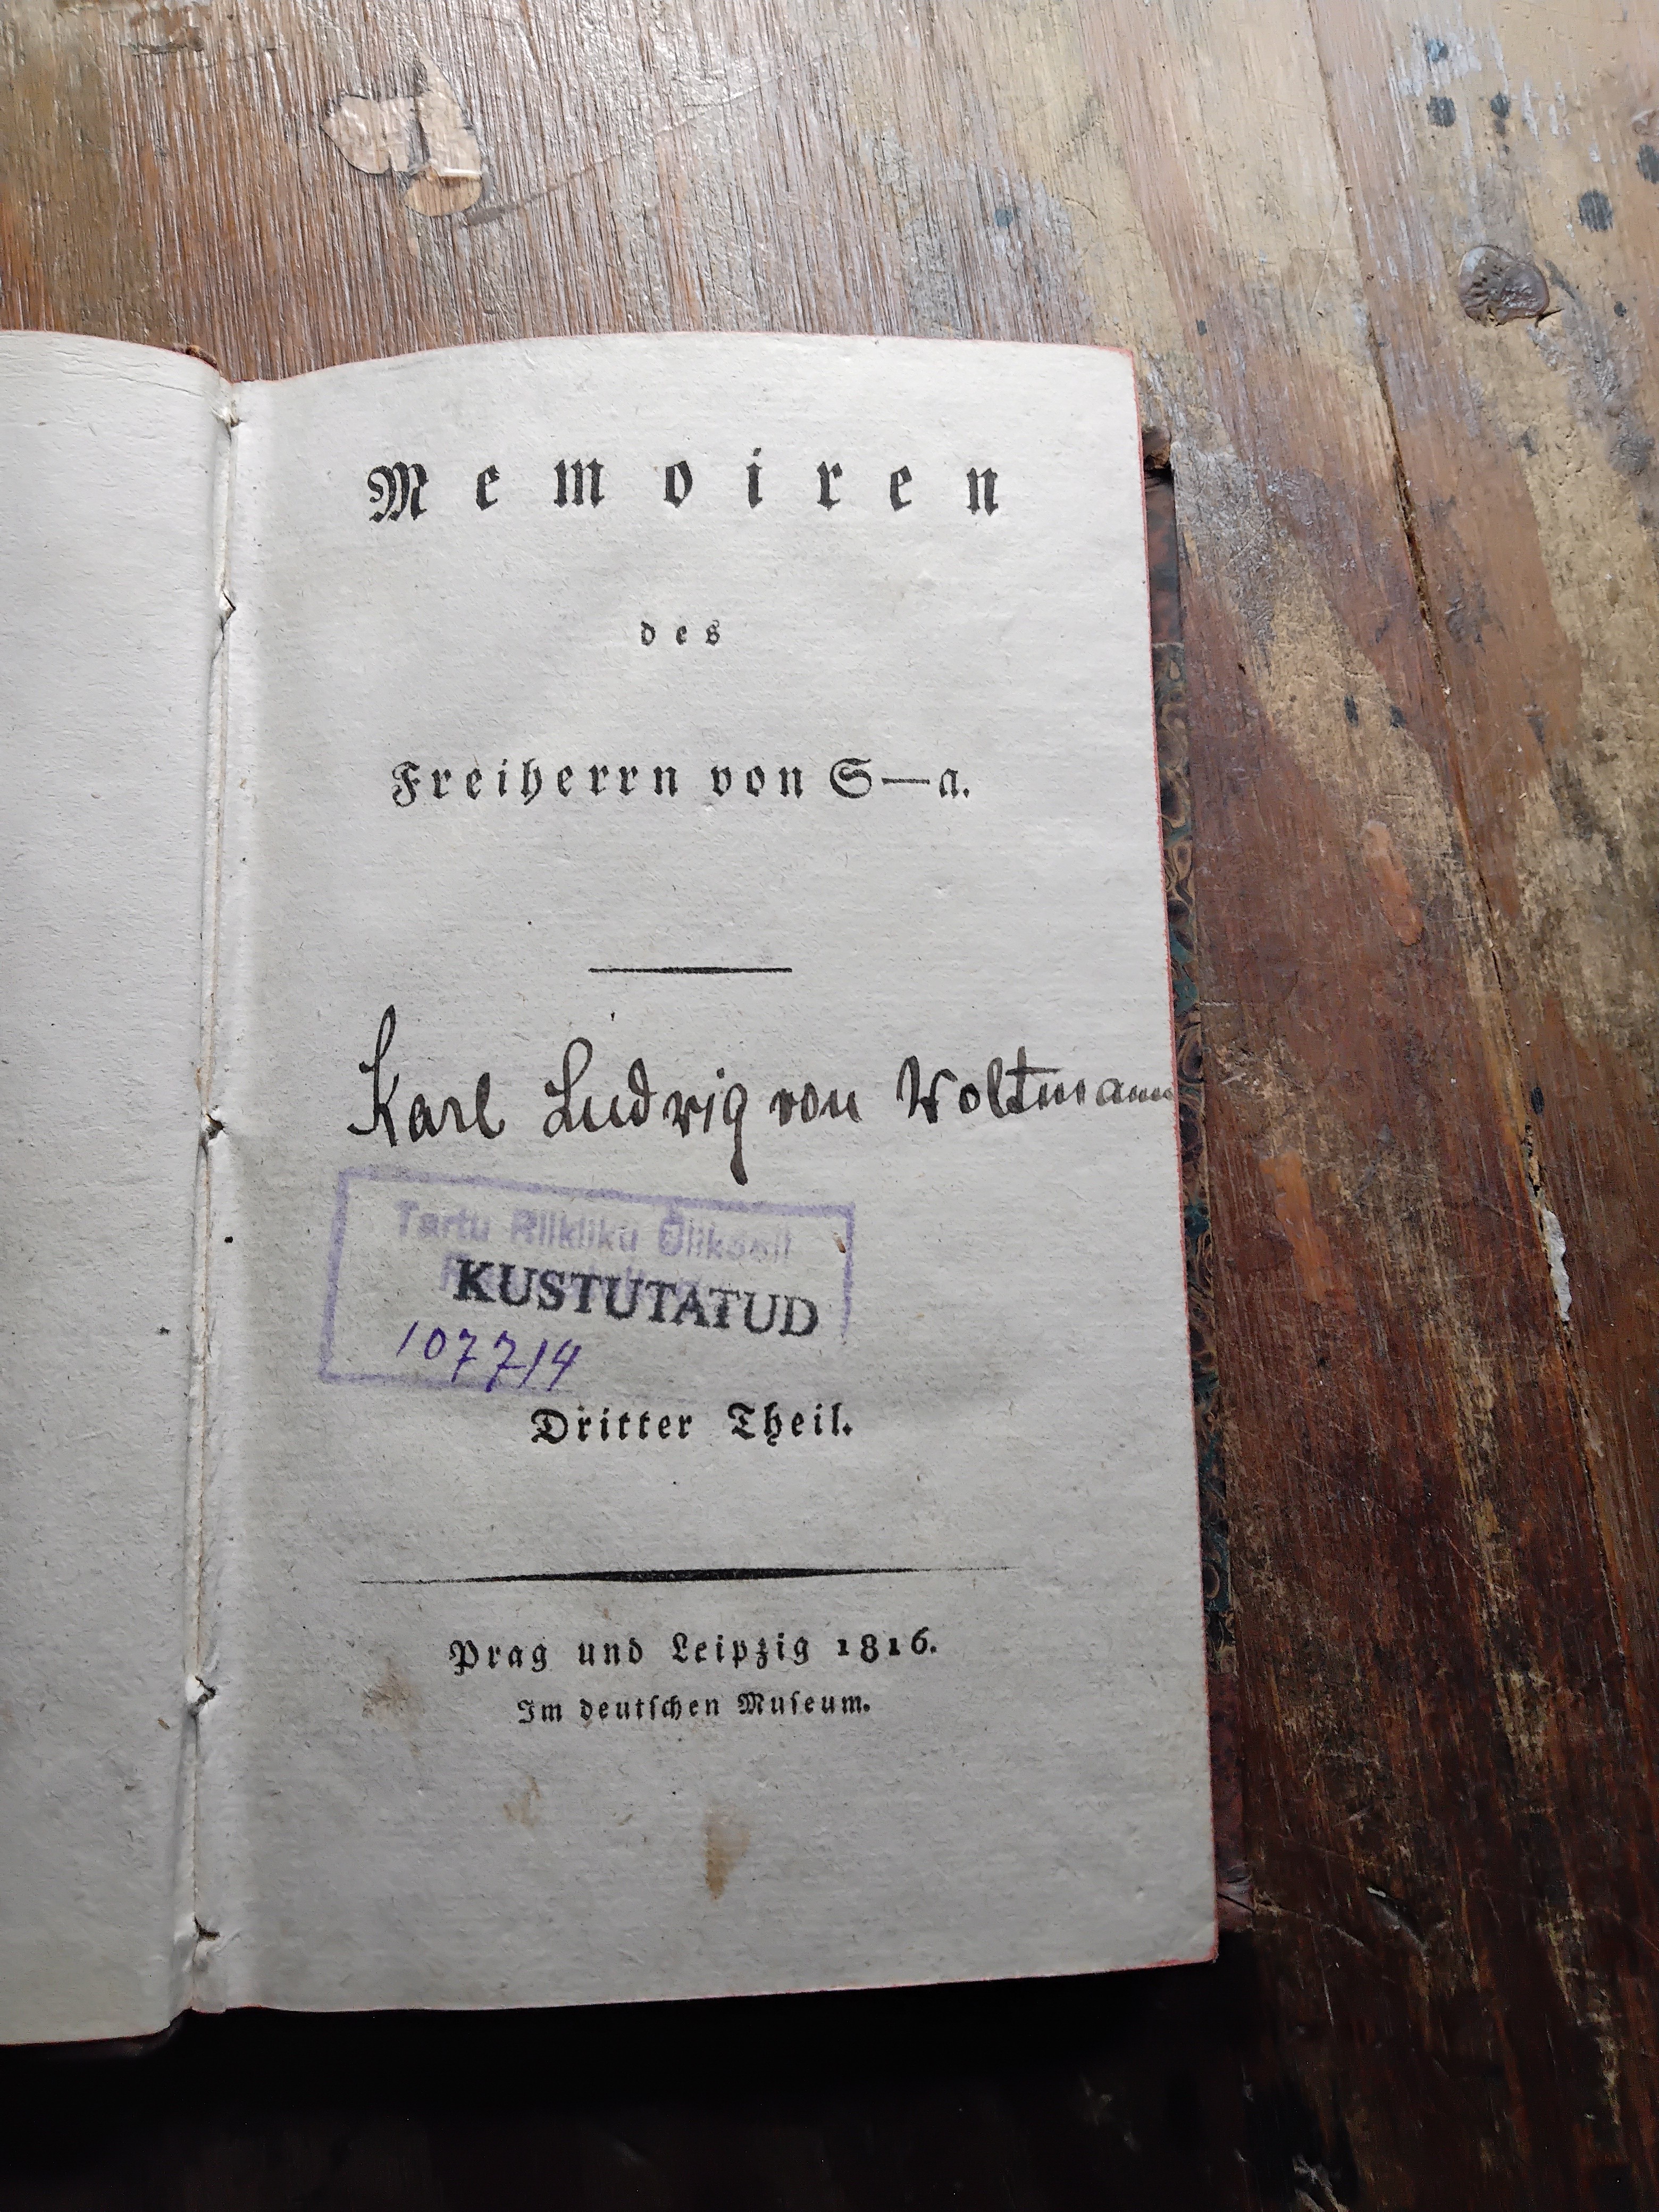 Memoiren
des
Freiherrn von S—a.
Karl Ludwig von Woltmann
Tartu Riikliku Ülikooli
KUSTUTATUD
107714
Dritter Theil.
Prag und Leipzig 1816.
Im deutſchen Muſeum.